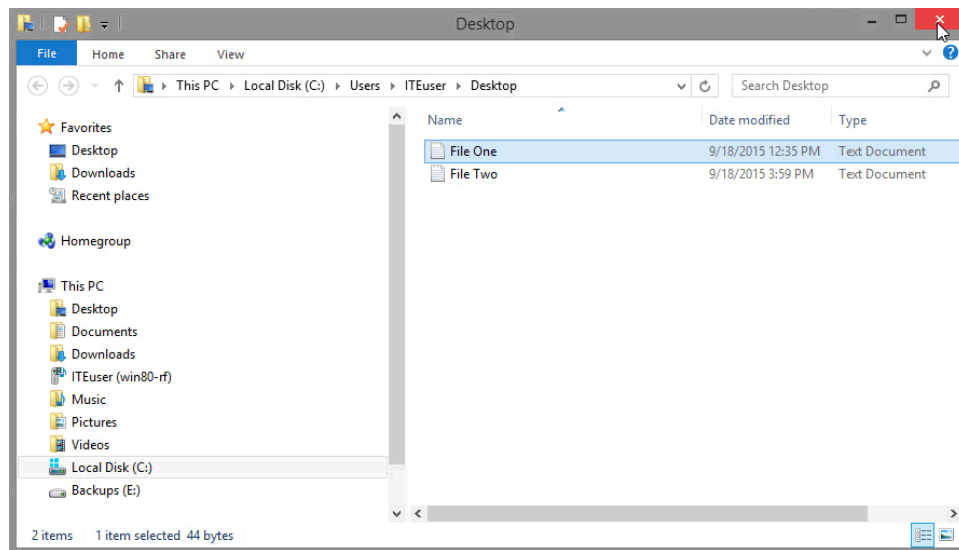 Desktop
File Home Share View
This PC Local Disk (C:) Users ITEuser Desktop Search Desktop
Favorites
Desktop
Downloads
Recent places
Homegroup
This PC
Desktop
Documents
Downloads
ITEuser (win80-rf)
Music
Pictures
Videos
Local Disk (C:)
Backups (E:)
Name Date modified Type
File One 9/18/2015 12:35 PM Text Document
File Two 9/18/2015 3:59 PM Text Document
2 items 1 item selected 44 bytes